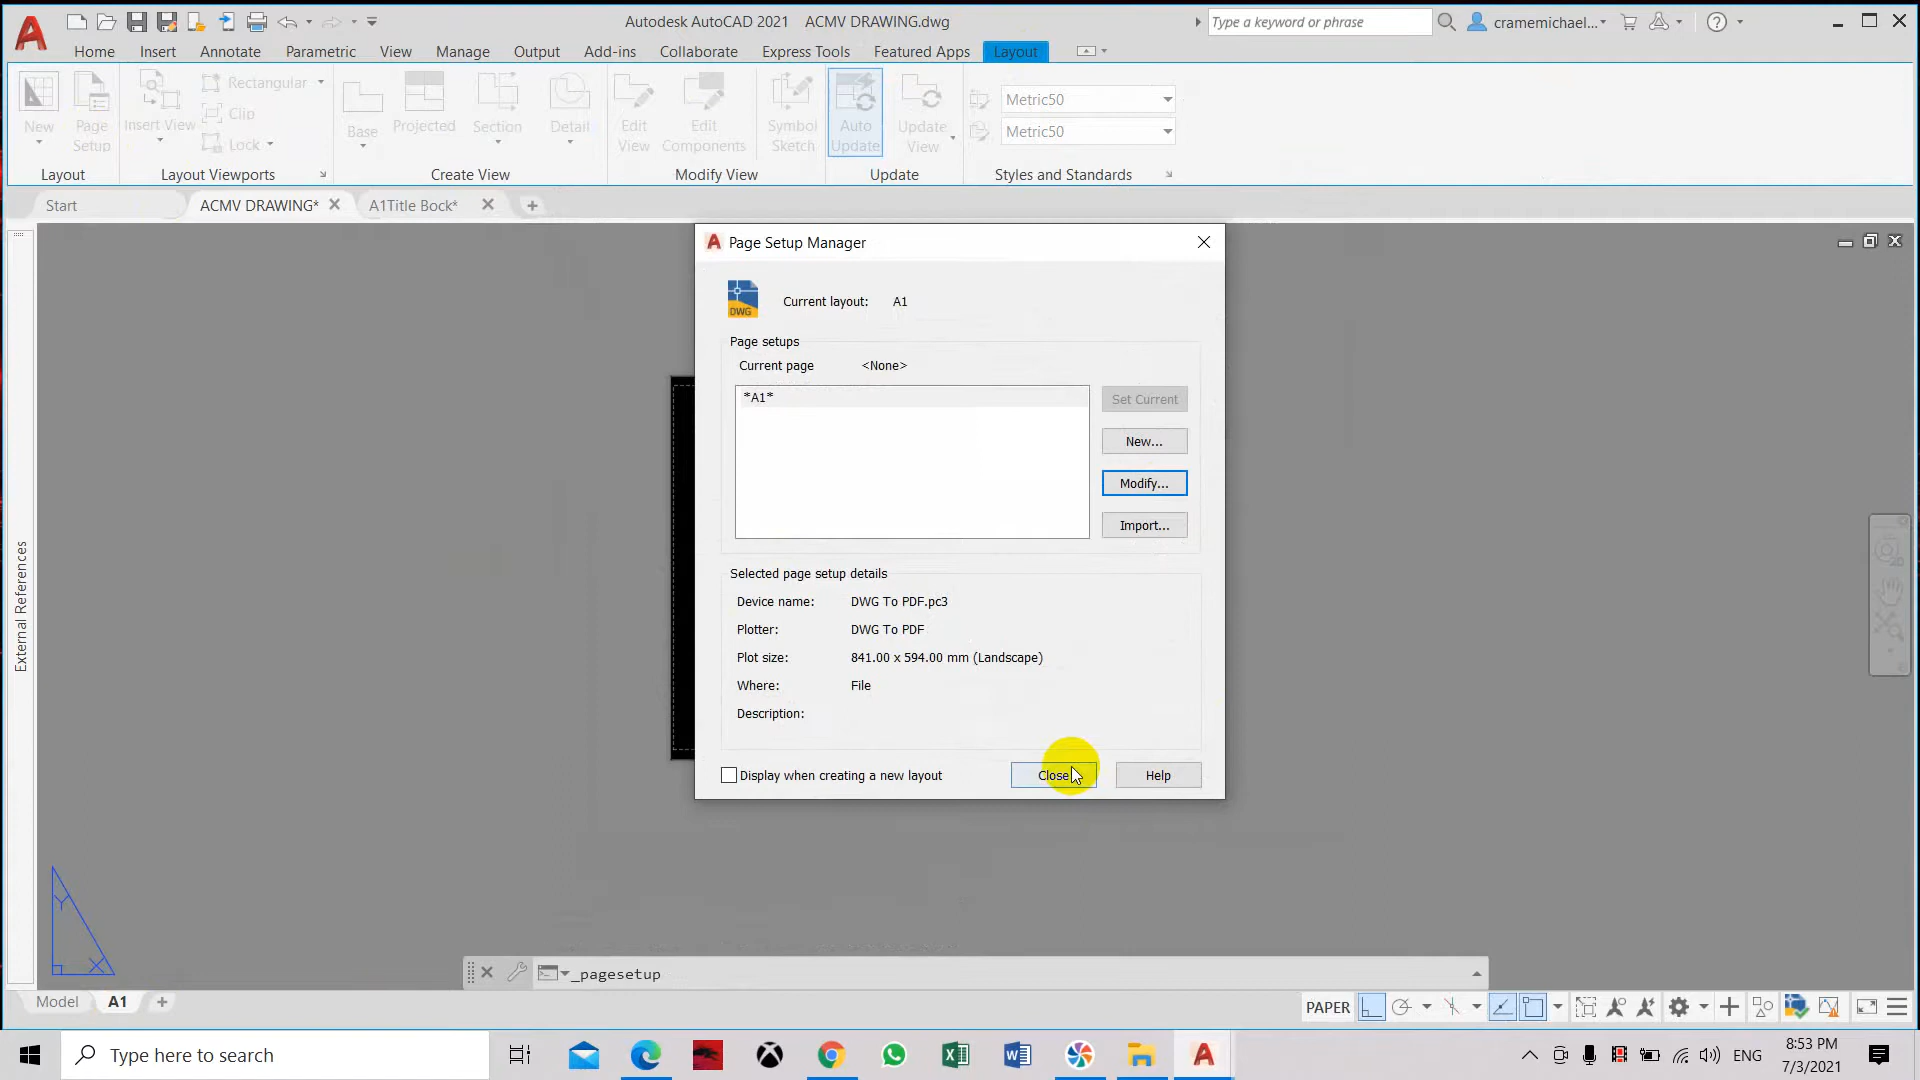 Autodesk AutoCAD 2021 ACMV DRAWING.dwg
Type a keyword or phrase
cramemichael...
Home Insert Annotate Parametric View Manage Output Add-ins Collaborate Express Tools Featured Apps Layout
New
Page Setup
Insert View
Rectangular
Clip
Lock
Base
Projected
Section
Detail
Edit View
Edit Components
Symbol Sketch
Auto Update
Update View
Metric50
Metric50
Layout Layout Viewports Create View Modify View Update Styles and Standards
Start ACMV DRAWING* A1Title Bock*
External References
Page Setup Manager
DWG
Current layout: A1
Page setups
Current page <None>
*A1*
Set Current
New...
Modify...
Import...
Selected page setup details
Device name: DWG To PDF.pc3
Plotter: DWG To PDF
Plot size: 841.00 x 594.00 mm (Landscape)
Where: File
Description:
Display when creating a new layout
Close
Help
Y
X
_pagesetup
Model A1
PAPER
Type here to search
ENG
8:53 PM
7/3/2021